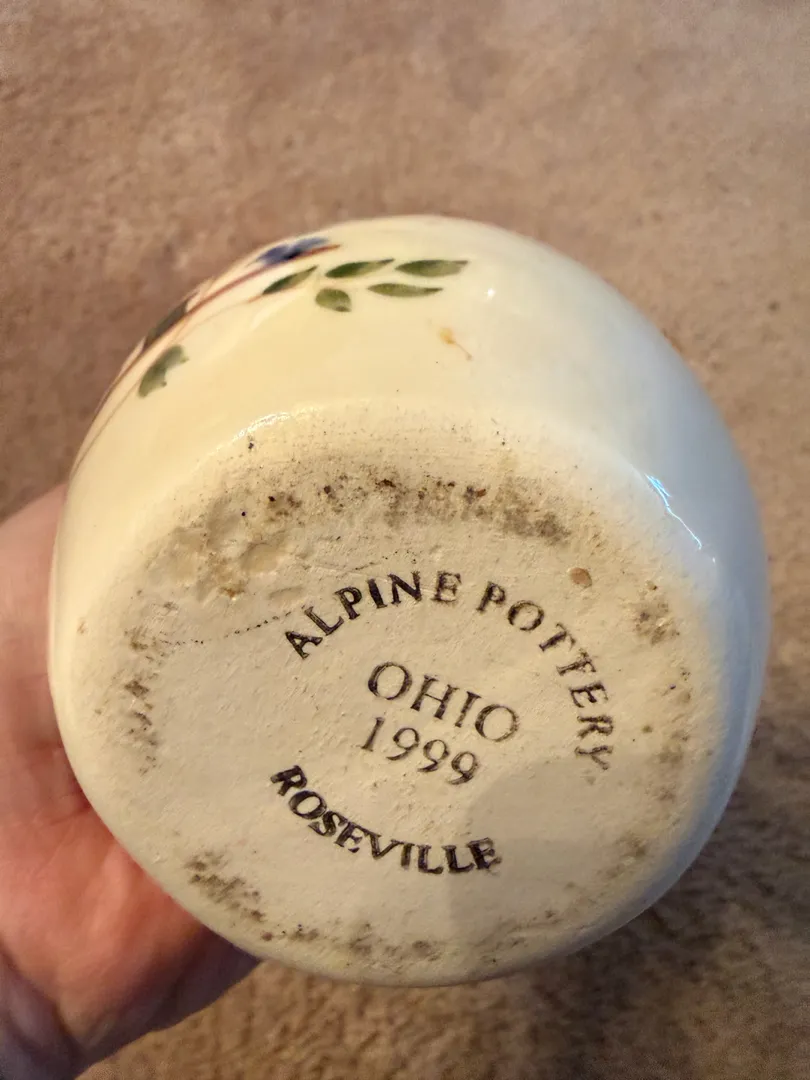 ALPINE POTTERY
OHIO
1999
ROSEVILLE